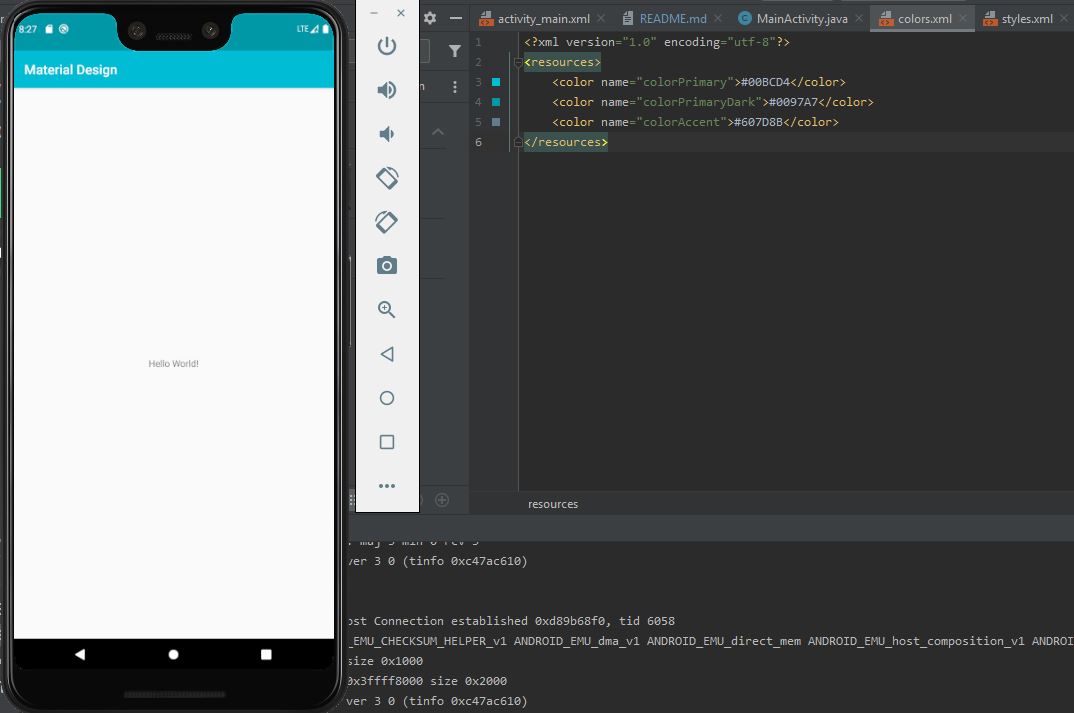 8:27 LTE
Material Design
Hello World!
activity_main.xml README.md MainActivity.java colors.xml styles.xml
1 <?xml version="1.0" encoding="utf-8"?>
2 <resources>
3 <color name="colorPrimary">#00BCD4</color>
4 <color name="colorPrimaryDark">#0097A7</color>
5 <color name="colorAccent">#607D8B</color>
6 </resources>
resources
ver 3 0 (tinfo 0xc47ac610)
ost Connection established 0xd89b68f0, tid 6058
_EMU_CHECKSUM_HELPER_v1 ANDROID_EMU_dma_v1 ANDROID_EMU_direct_mem ANDROID_EMU_host_composition_v1 ANDRO
size 0x1000
0x3ffff8000 size 0x2000
ver 3 0 (tinfo 0xc47ac610)